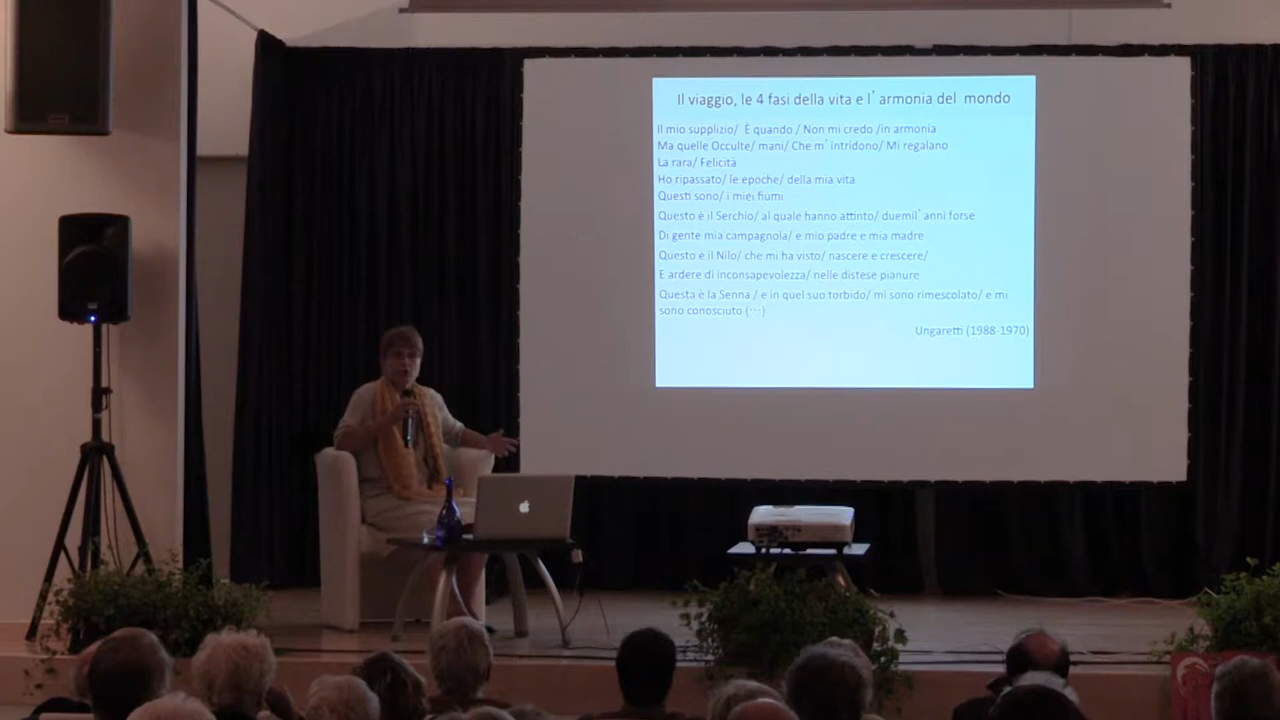 Il viaggio, le 4 fasi della vita e l' armonia del mondo
Il mio supplizio/ È quando / Non mi credo /in armonia
Ma quelle Occulte/ mani/ Che m' intridono/ Mi regalano
La rara/ Felicità
Ho ripassato/ le epoche/ della mia vita
Questi sono/ i miei fiumi
Questo è il Serchio/ al quale hanno attinto/ duemil' anni forse
Di gente mia campagnola/ e mio padre e mia madre
Questo è il Nilo/ che mi ha visto/ nascere e crescere/
E ardere di inconsapevolezza/ nelle distese pianure
Questa è la Senna / e in quel suo torbido/ mi sono rimescolato/ e mi
sono conosciuto (···)
Ungaretti (1988-1970)